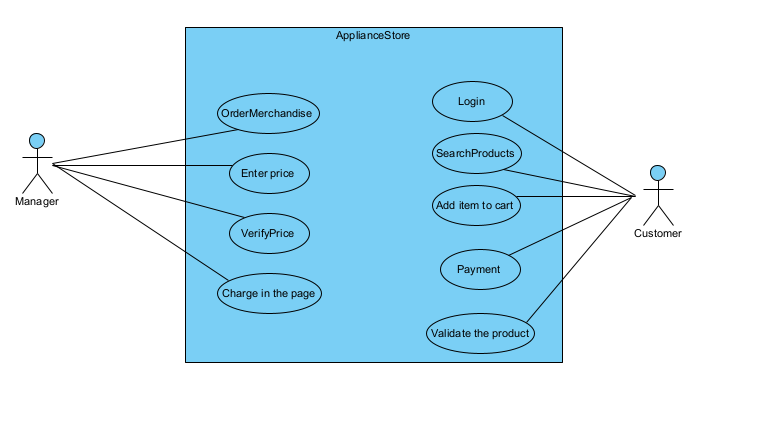 ApplianceStore
OrderMerchandise
Enter price
VerifyPrice
Charge in the page
Manager
Login
SearchProducts
Add item to cart
Payment
Validate the product
Customer